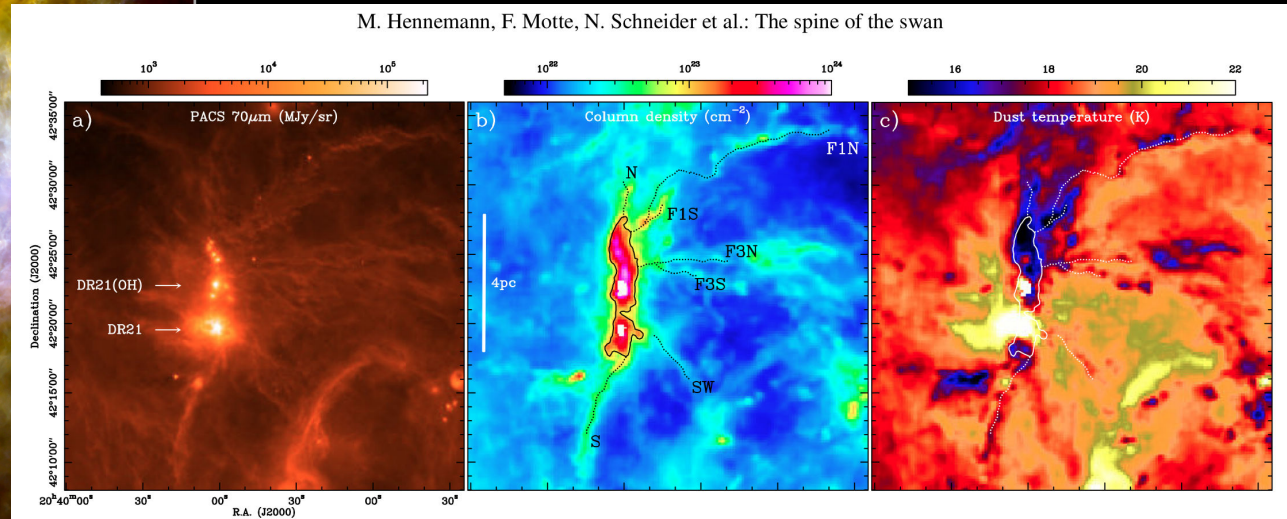 M. Hennemann, F. Motte, N. Schneider et al.: The spine of the swan
10³ 10⁴ 10⁵
10²² 10²³ 10²⁴
16 18 20 22
a) PACS 70μm (MJy/sr)
b) Column density (cm⁻²)
c) Dust temperature (K)
Declination (J2000)
42°35'00"
42°30'00"
42°25'00"
42°20'00"
42°15'00"
42°10'00"
DR21(OH)
DR21
4pc
N
F1N
F1S
F3N
F3S
SW
S
20ʰ40ᵐ00ˢ 30ˢ 00ˢ 30ˢ 00ˢ 30ˢ
R.A. (J2000)